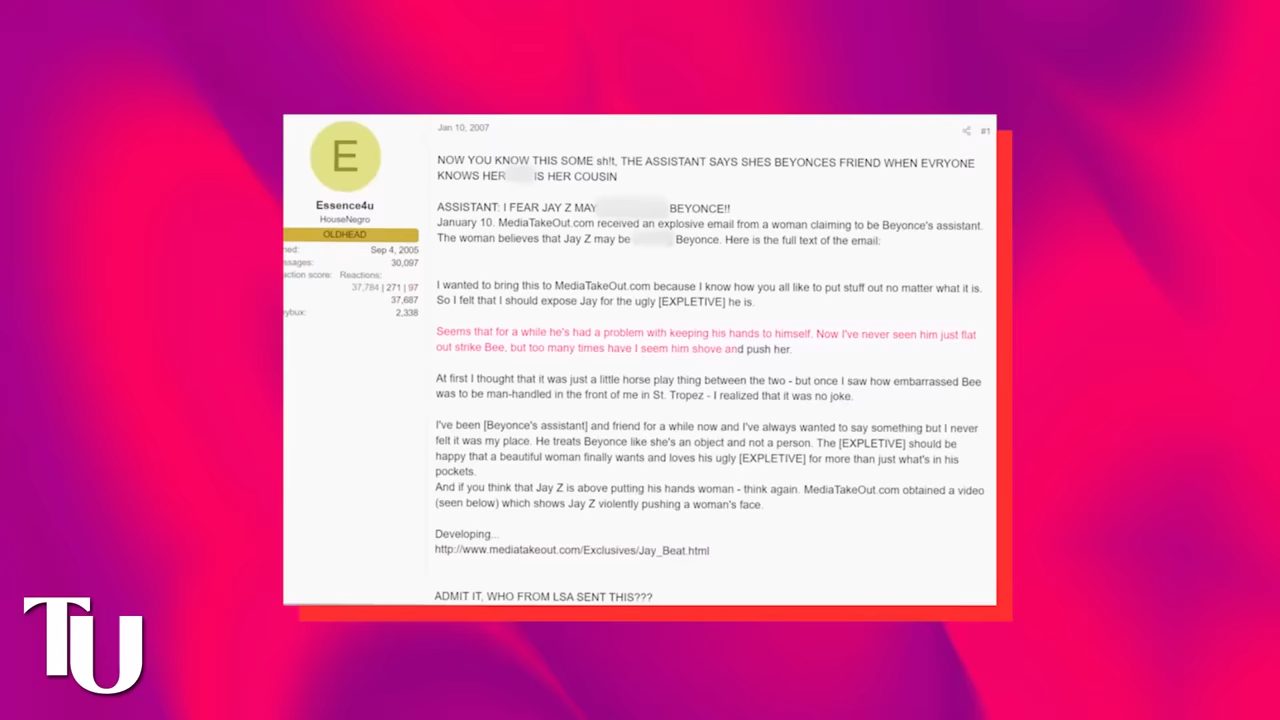 Jan 10, 2007
#1
E
Essence4u
HouseNegro
OLDHEAD
ned: Sep 4, 2005
ssages: 30,097
action score: Reactions:
37,784 | 271 | 97
37,687
ybux: 2,338
NOW YOU KNOW THIS SOME sh!t, THE ASSISTANT SAYS SHES BEYONCES FRIEND WHEN EVRYONE
KNOWS HER IS HER COUSIN
ASSISTANT: I FEAR JAY Z MAY BEYONCE!!
January 10. MediaTakeOut.com received an explosive email from a woman claiming to be Beyonce's assistant.
The woman believes that Jay Z may be Beyonce. Here is the full text of the email:
I wanted to bring this to MediaTakeOut.com because I know how you all like to put stuff out no matter what it is.
So I felt that I should expose Jay for the ugly [EXPLETIVE] he is.
Seems that for a while he's had a problem with keeping his hands to himself. Now I've never seen him just flat
out strike Bee, but too many times have I seem him shove and push her.
At first I thought that it was just a little horse play thing between the two - but once I saw how embarrassed Bee
was to be man-handled in the front of me in St. Tropez - I realized that it was no joke.
I've been [Beyonce's assistant] and friend for a while now and I've always wanted to say something but I never
felt it was my place. He treats Beyonce like she's an object and not a person. The [EXPLETIVE] should be
happy that a beautiful woman finally wants and loves his ugly [EXPLETIVE] for more than just what's in his
pockets.
And if you think that Jay Z is above putting his hands woman - think again. MediaTakeOut.com obtained a video
(seen below) which shows Jay Z violently pushing a woman's face.
Developing...
http://www.mediatakeout.com/Exclusives/Jay_Beat.html
ADMIT IT, WHO FROM LSA SENT THIS???
TU